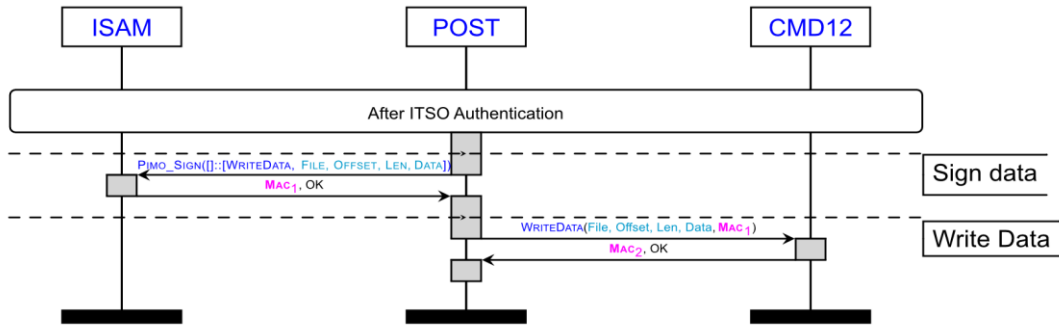 ISAM POST CMD12
After ITSO Authentication
PIMO_SIGN([]::[WRITEDATA, FILE, OFFSET, LEN, DATA])
Sign data
MAC1, OK
WRITEDATA(File, Offset, Len, Data, MAC1)
Write Data
MAC2, OK